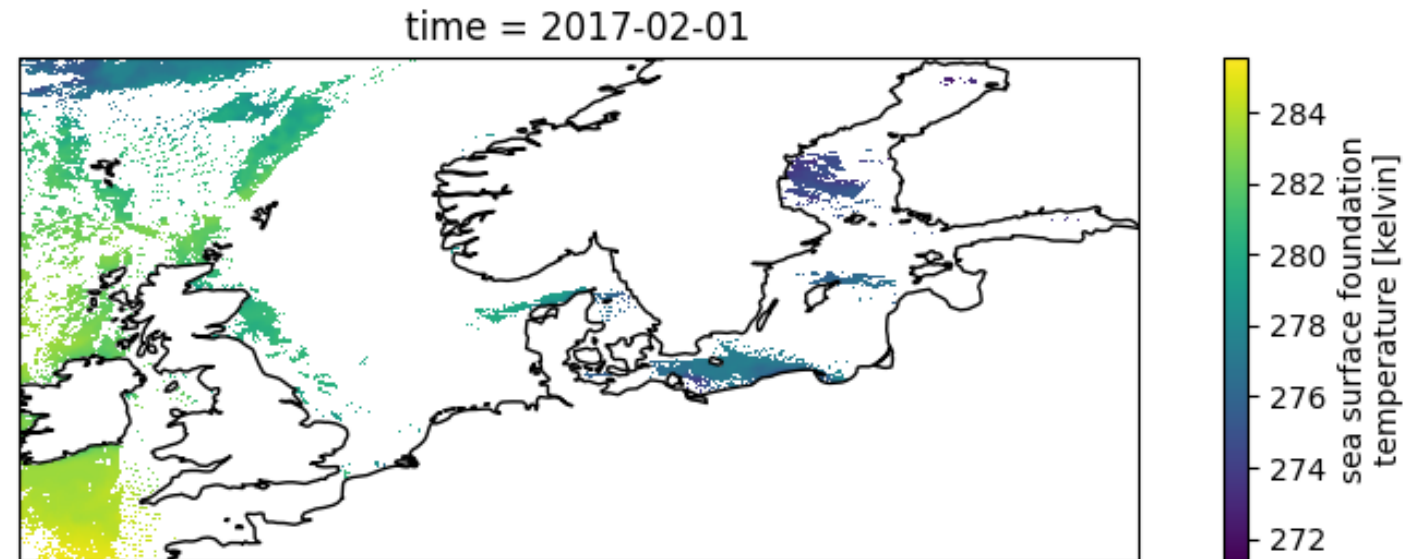 time = 2017-02-01
284
282
280
278
276
274
272
sea surface foundation
temperature [kelvin]